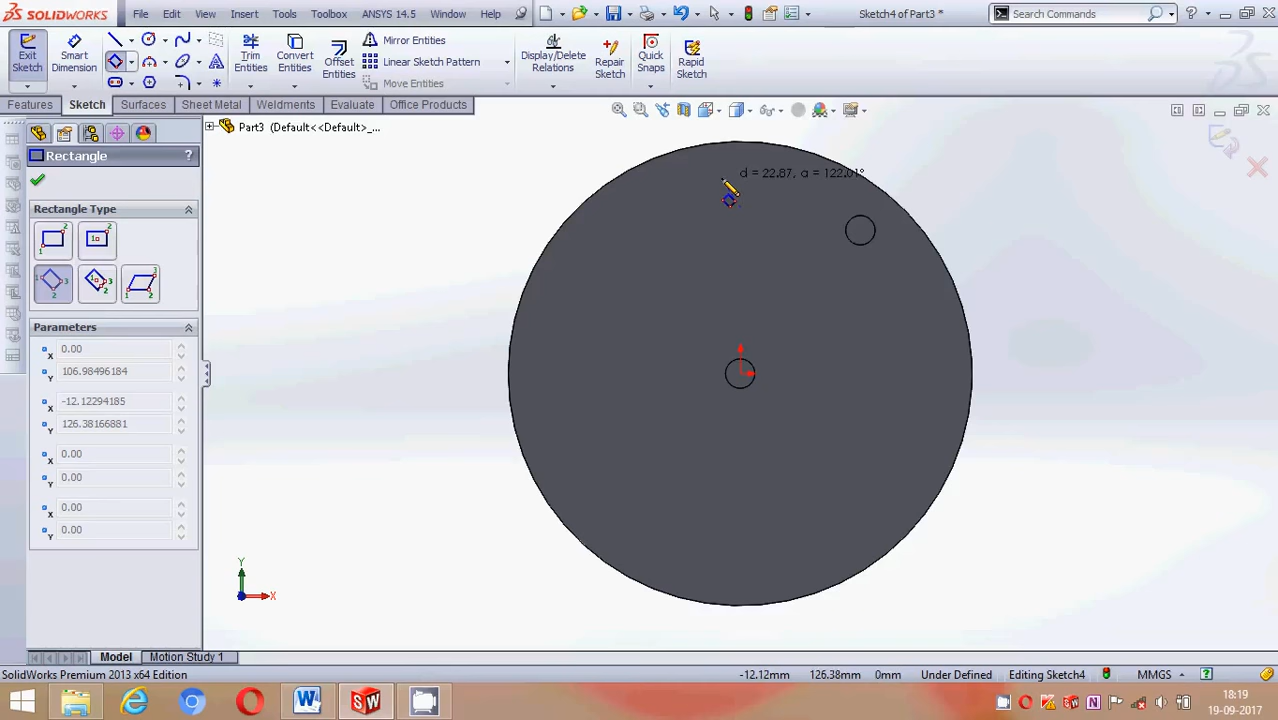 SOLIDWORKS File Edit View Insert Tools Toolbox ANSYS 14.5 Window Help Sketch4 of Part3 * Search Commands
Exit Sketch
Smart Dimension
Trim Entities
Convert Entities
Offset Entities
Mirror Entities
Linear Sketch Pattern
Move Entities
Display/Delete Relations
Repair Sketch
Quick Snaps
Rapid Sketch
Features Sketch Surfaces Sheet Metal Weldments Evaluate Office Products
Part3 (Default<<Default>_...
Rectangle ?
d = 22.87, a = 122.01°
Rectangle Type
Parameters
X 0.00
Y 106.98496184
X -12.12294185
Y 126.38166881
X 0.00
Y 0.00
X 0.00
Y 0.00
Y
X
Model Motion Study 1
SolidWorks Premium 2013 x64 Edition -12.12mm 126.38mm 0mm Under Defined Editing Sketch4 MMGS
18:19
19-09-2017